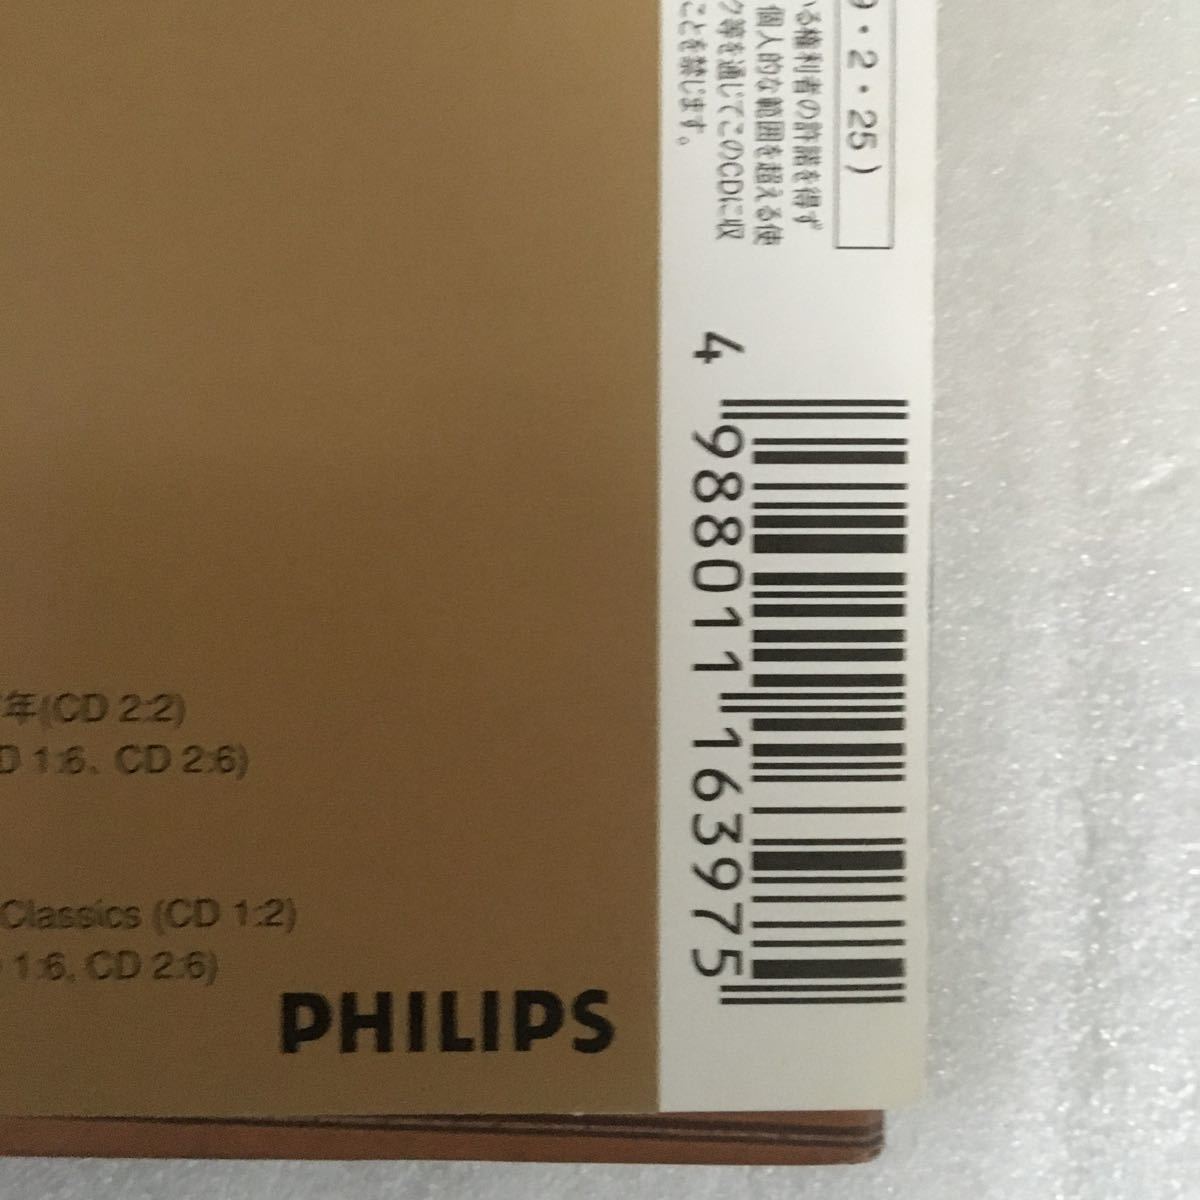 ・2・25)
いる権利者の許諾を得ず
個人的な範囲を超える使
ク等を通じてこのCDに収
ことを禁じます。
4 988011 163975
年(CD 2:2)
D 1:6、CD 2:6)
Classics (CD 1:2)
1:6, CD 2:6)
PHILIPS